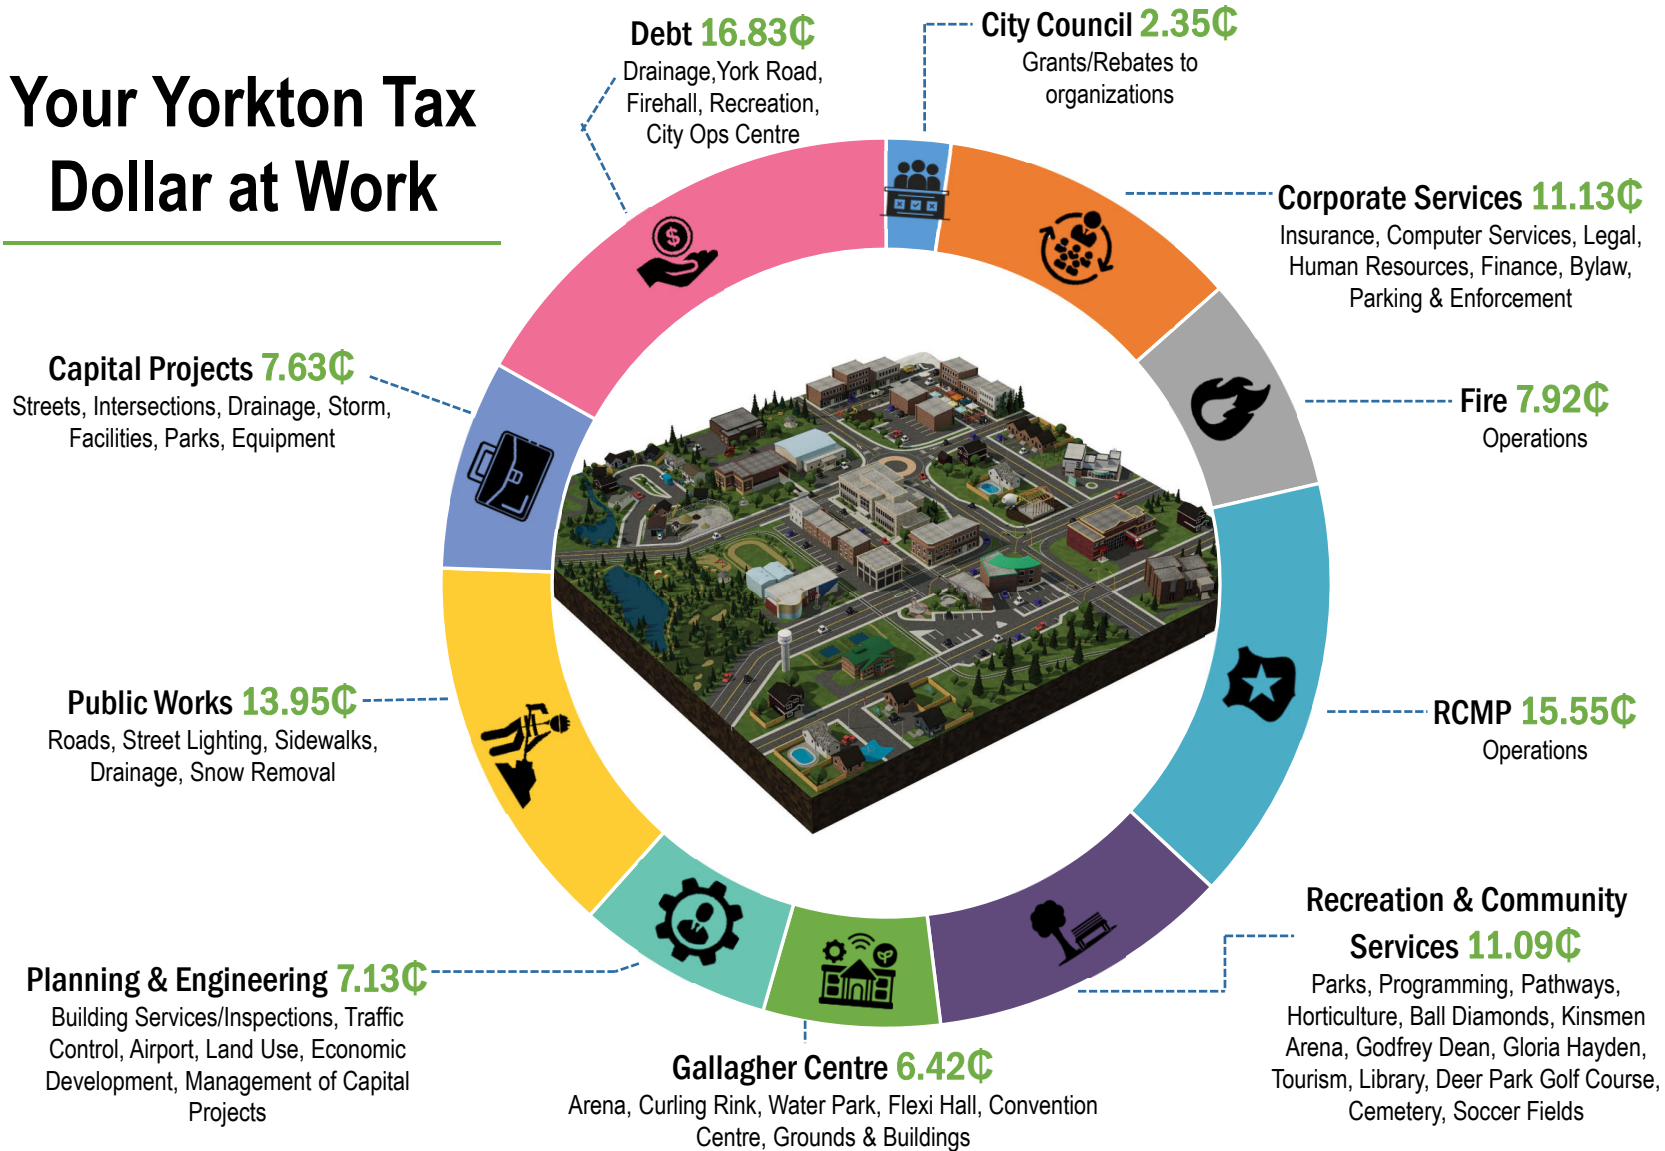 Your Yorkton Tax
Dollar at Work
Debt 16.83₵
Drainage,York Road,
Firehall, Recreation,
City Ops Centre
City Council 2.35₵
Grants/Rebates to
organizations
Corporate Services 11.13₵
Insurance, Computer Services, Legal,
Human Resources, Finance, Bylaw,
Parking & Enforcement
Fire 7.92₵
Operations
RCMP 15.55₵
Operations
Recreation & Community
Services 11.09₵
Parks, Programming, Pathways,
Horticulture, Ball Diamonds, Kinsmen
Arena, Godfrey Dean, Gloria Hayden,
Tourism, Library, Deer Park Golf Course,
Cemetery, Soccer Fields
Gallagher Centre 6.42₵
Arena, Curling Rink, Water Park, Flexi Hall, Convention
Centre, Grounds & Buildings
Planning & Engineering 7.13₵
Building Services/Inspections, Traffic
Control, Airport, Land Use, Economic
Development, Management of Capital
Projects
Public Works 13.95₵
Roads, Street Lighting, Sidewalks,
Drainage, Snow Removal
Capital Projects 7.63₵
Streets, Intersections, Drainage, Storm,
Facilities, Parks, Equipment